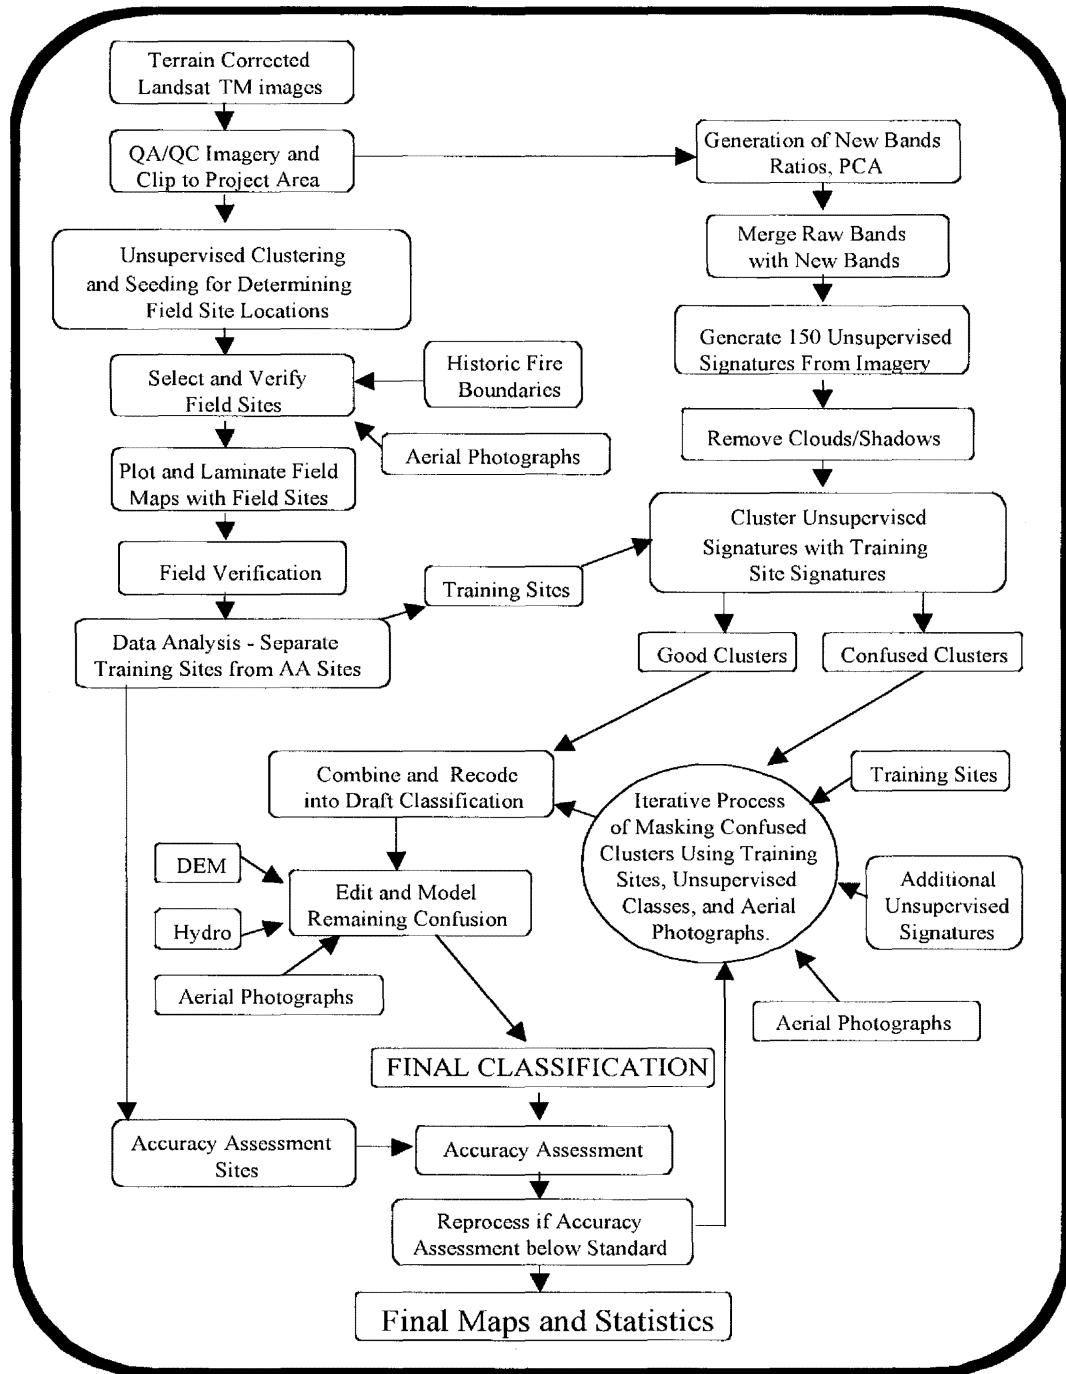 Terrain Corrected
Landsat TM images
QA/QC Imagery and
Clip to Project Area
Generation of New Bands
Ratios, PCA
Unsupervised Clustering
and Seeding for Determining
Field Site Locations
Merge Raw Bands
with New Bands
Generate 150 Unsupervised
Signatures From Imagery
Select and Verify
Field Sites
Historic Fire
Boundaries
Aerial Photographs
Remove Clouds/Shadows
Plot and Laminate Field
Maps with Field Sites
Cluster Unsupervised
Signatures with Training
Site Signatures
Field Verification
Training Sites
Data Analysis - Separate
Training Sites from AA Sites
Good Clusters
Confused Clusters
Combine and Recode
into Draft Classification
Iterative Process
of Masking Confused
Clusters Using Training
Sites, Unsupervised
Classes, and Aerial
Photographs.
Training Sites
DEM
Hydro
Aerial Photographs
Edit and Model
Remaining Confusion
Additional
Unsupervised
Signatures
Aerial Photographs
FINAL CLASSIFICATION
Accuracy Assessment
Sites
Accuracy Assessment
Reprocess if Accuracy
Assessment below Standard
Final Maps and Statistics